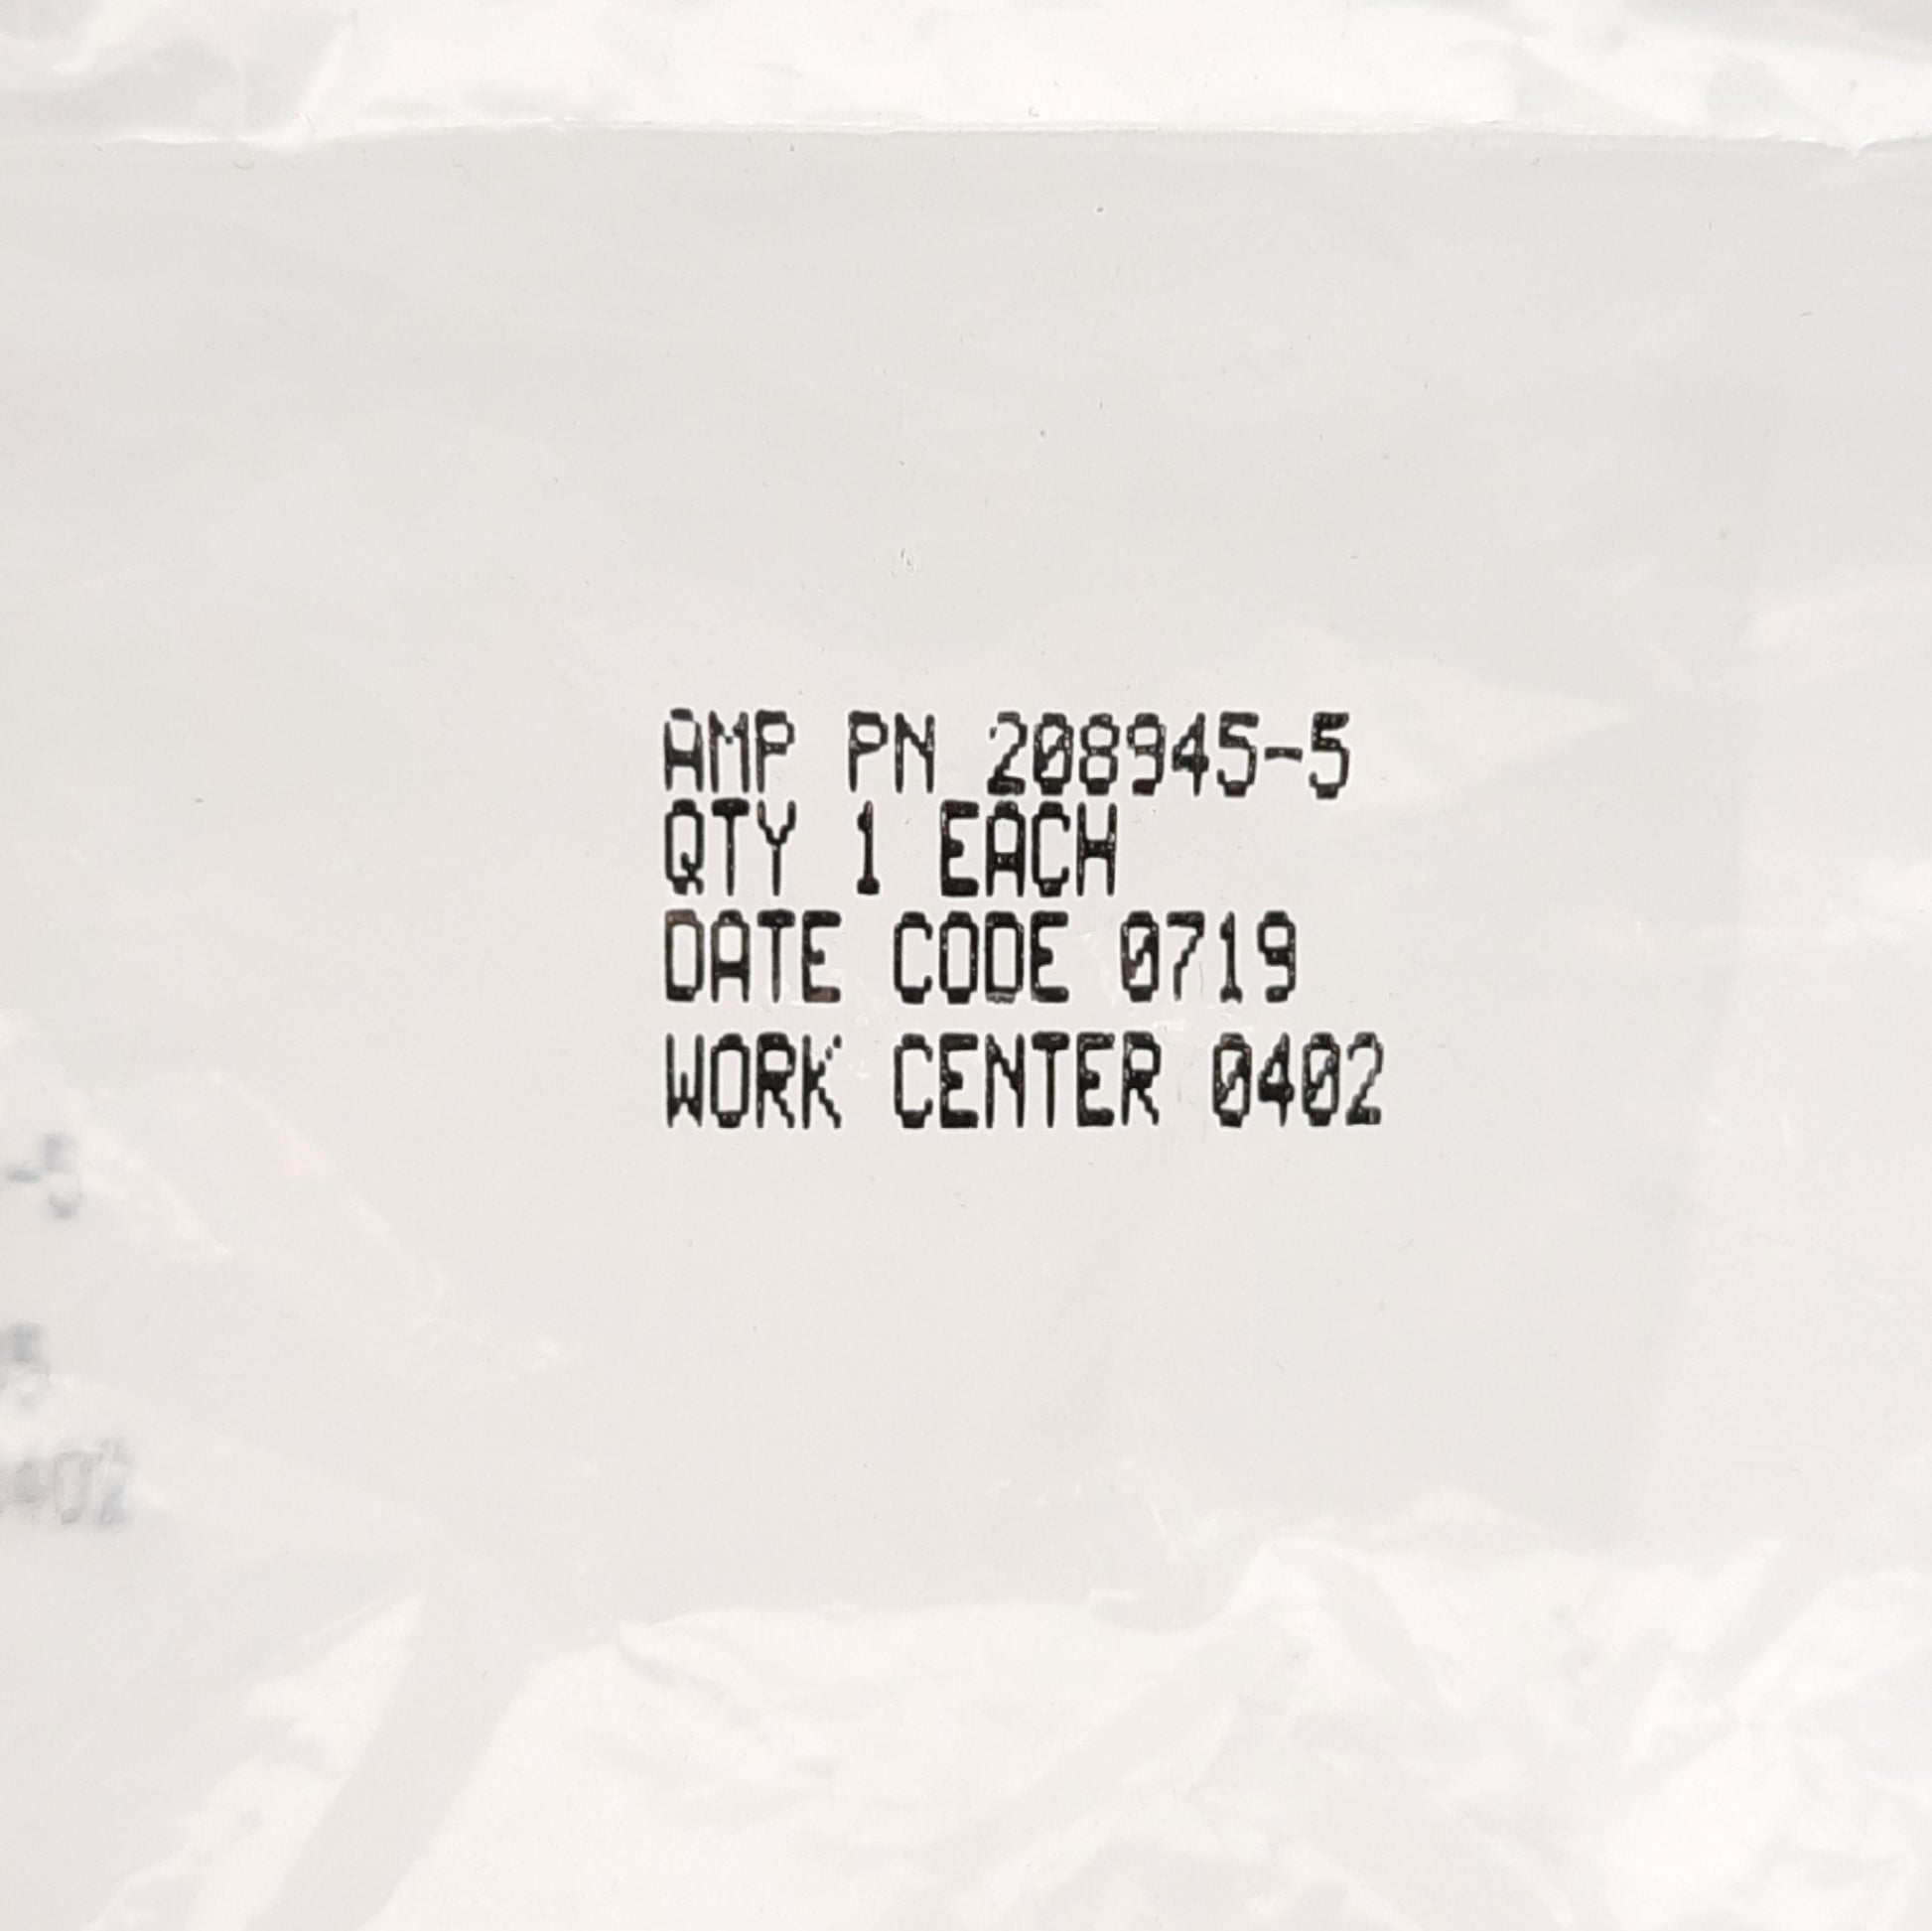 AMP PN 208945-5
QTY 1 EACH
DATE CODE 0719
WORK CENTER 0402